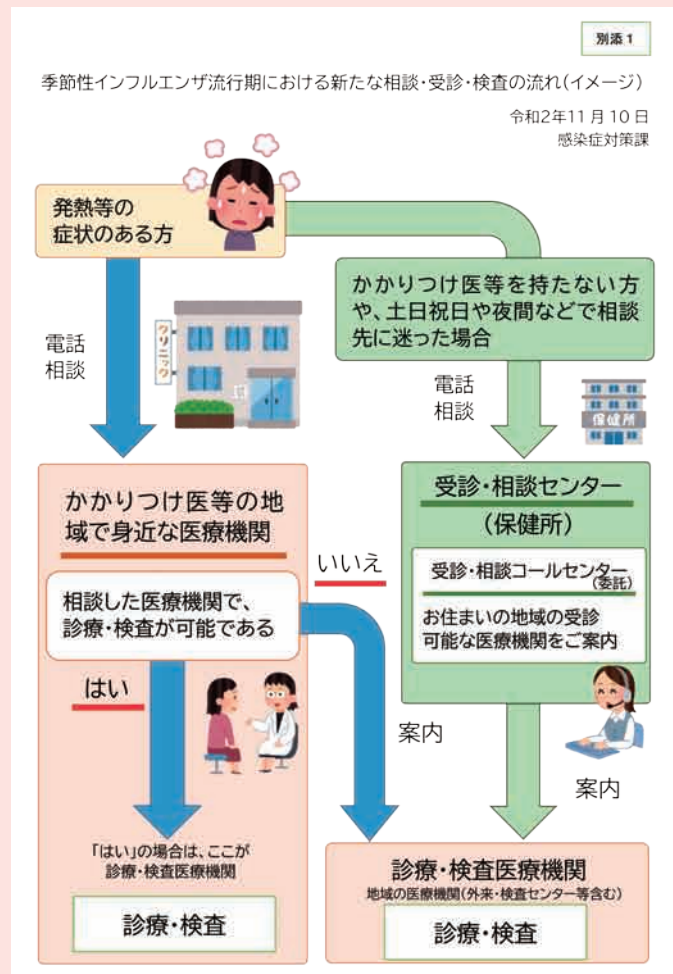 別添1
季節性インフルエンザ流行期における新たな相談・受診・検査の流れ(イメージ)
令和2年11月10日
感染症対策課
発熱等の
症状のある方
かかりつけ医等を持たない方
や、土日祝日や夜間などで相談
先に迷った場合
電話
相談
クリニック
電話
相談
保健所
かかりつけ医等の地
域で身近な医療機関
相談した医療機関で、
診療・検査が可能である
いいえ
はい
受診・相談センター
(保健所)
受診・相談コールセンター
(委託)
お住まいの地域の受診
可能な医療機関をご案内
案内
案内
「はい」の場合は、ここが
診療・検査医療機関
診療・検査
診療・検査医療機関
地域の医療機関(外来・検査センター等含む)
診療・検査